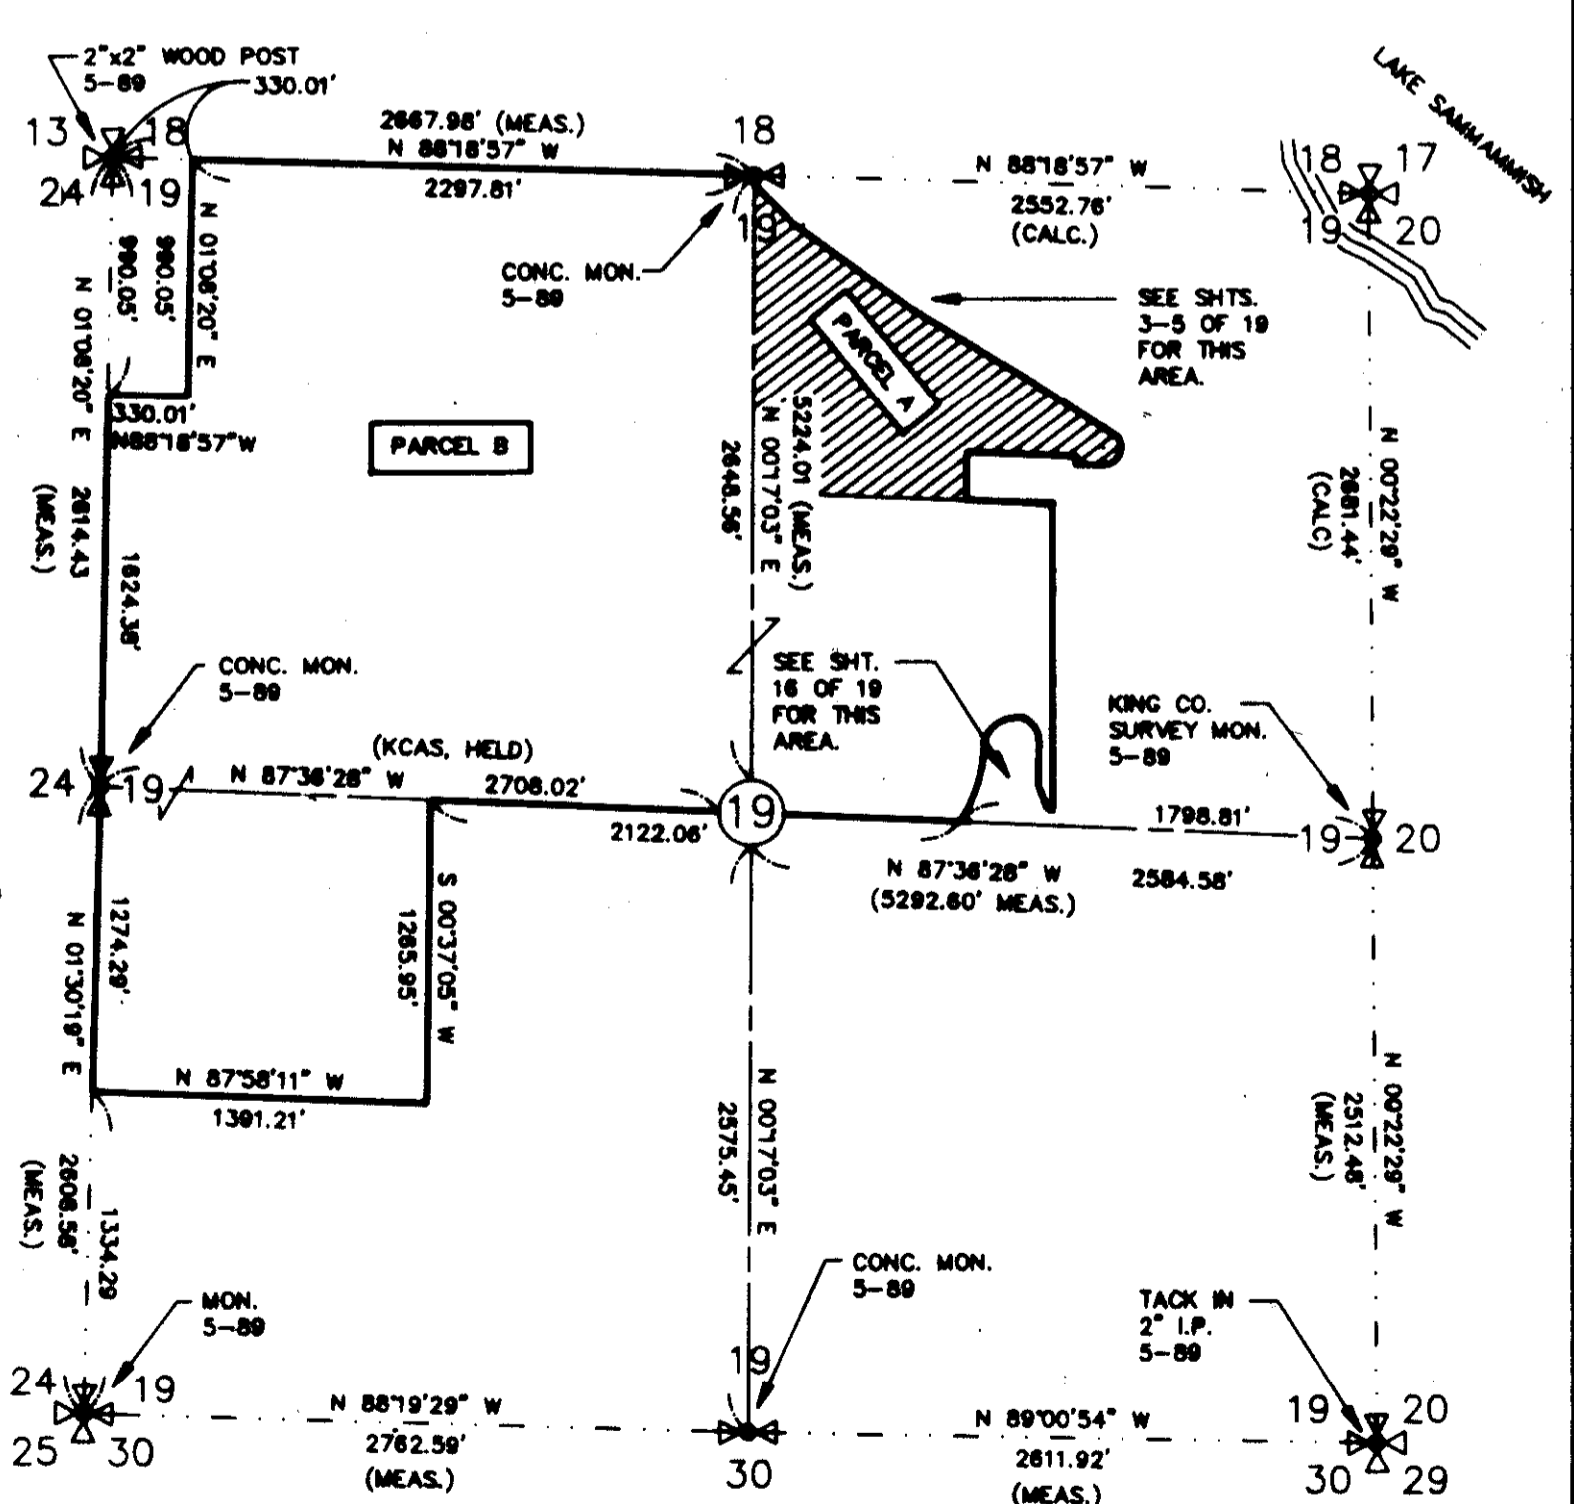 2"x2" WOOD POST
5-89
330.01'
13 18
24 19
2667.98' (MEAS.)
N 88°18'57" W
2297.81'
18
19
N 88°18'57" W
2552.76'
(CALC.)
LAKE SAMMAMMISH
18 17
19 20
CONC. MON.
5-89
SEE SHTS.
3-5 OF 19
FOR THIS
AREA.
PARCEL A
N 01°08'20" E
990.05'
990.05'
N 01°08'20" E
330.01'
N88°18'57"W
PARCEL B
2614.43
(MEAS.)
1624.38'
5224.01 (MEAS.)
N 00°17'03" E
2648.56'
N 00°22'29" W
2681.44'
(CALC)
CONC. MON.
5-89
SEE SHT.
16 OF 19
FOR THIS
AREA.
KING CO.
SURVEY MON.
5-89
(KCAS, HELD)
24 19
N 87°36'28" W
2708.02'
2122.06'
19
1798.81'
19 20
N 87°36'28" W
(5292.60' MEAS.)
2584.58'
1274.29'
N 01°30'19" E
S 00°37'05" W
1265.95'
N 87°58'11" W
1391.21'
N 00°17'03" E
2575.45'
N 00°22'29" W
2512.48'
(MEAS.)
2608.58'
(MEAS.)
1334.29
MON.
5-89
CONC. MON.
5-89
TACK IN
2" I.P.
5-89
24 19
25 30
N 88°19'29" W
2762.59'
(MEAS.)
19
30
N 89°00'54" W
2611.92'
(MEAS.)
19 20
30 29